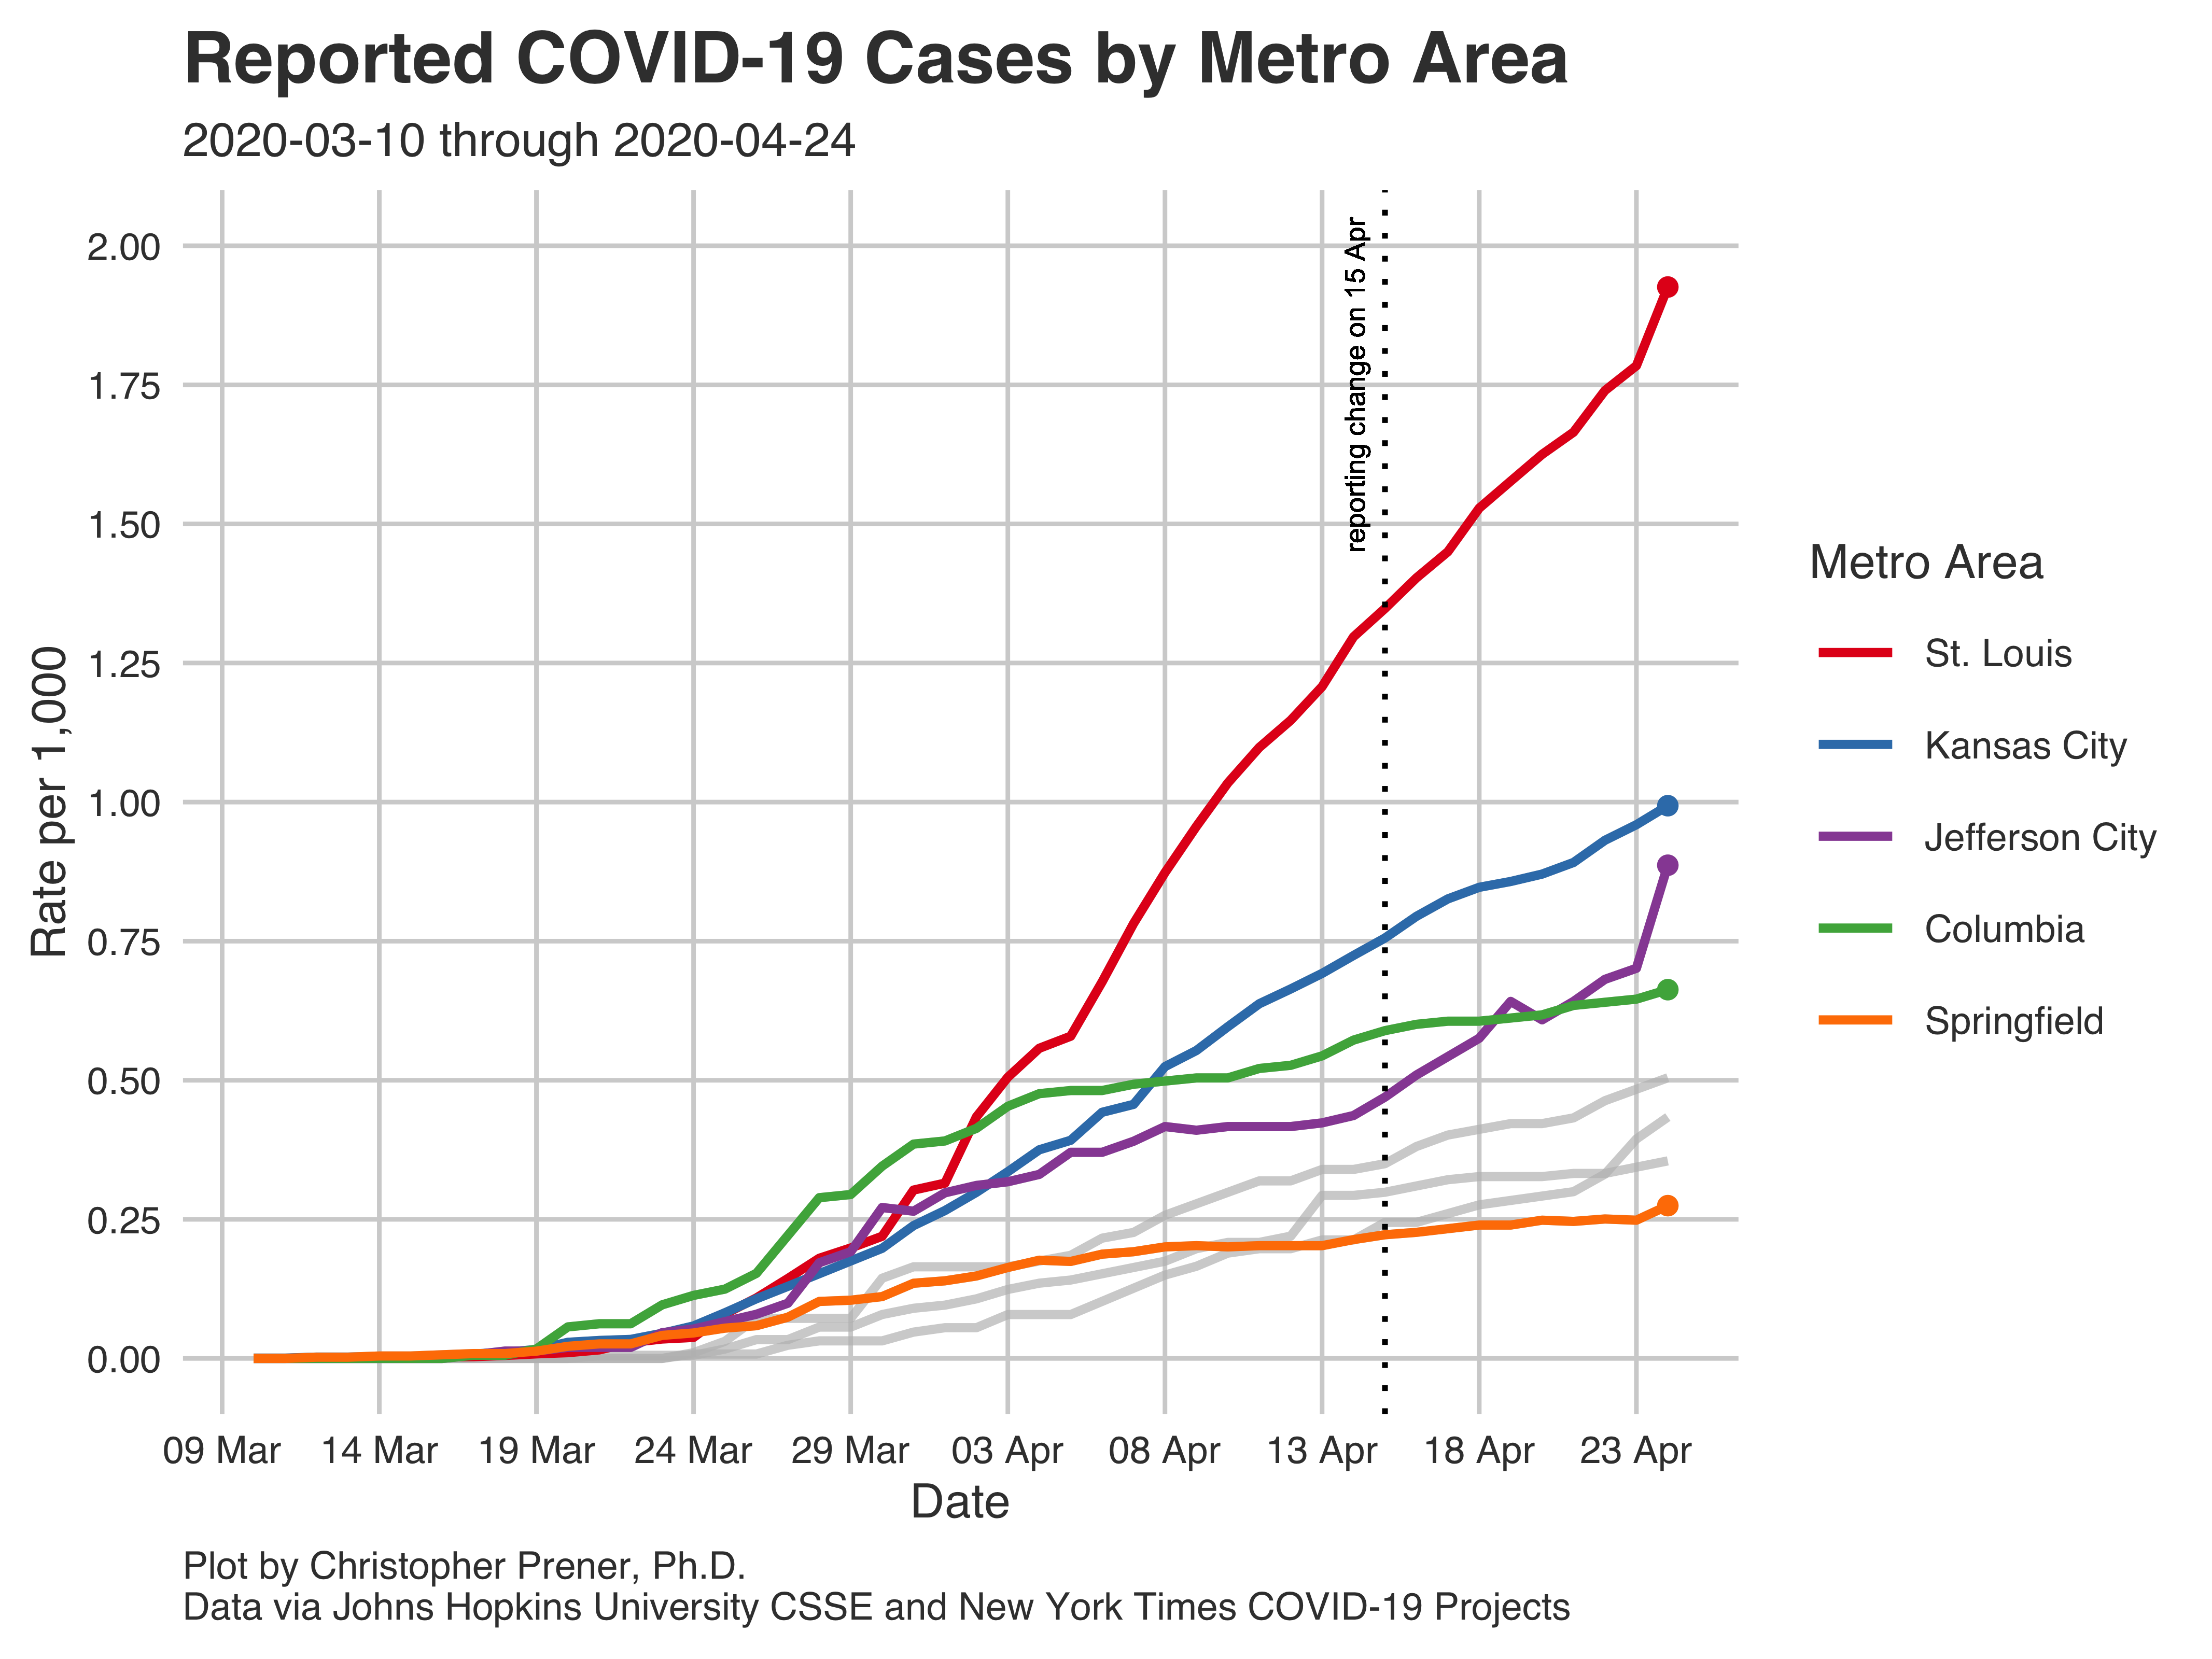 Reported COVID-19 Cases by Metro Area
2020-03-10 through 2020-04-24
Rate per 1,000
2.00
1.75
1.50
1.25
1.00
0.75
0.50
0.25
0.00
reporting change on 15 Apr
09 Mar 14 Mar 19 Mar 24 Mar 29 Mar 03 Apr 08 Apr 13 Apr 18 Apr 23 Apr
Date
Metro Area
St. Louis
Kansas City
Jefferson City
Columbia
Springfield
Plot by Christopher Prener, Ph.D.
Data via Johns Hopkins University CSSE and New York Times COVID-19 Projects